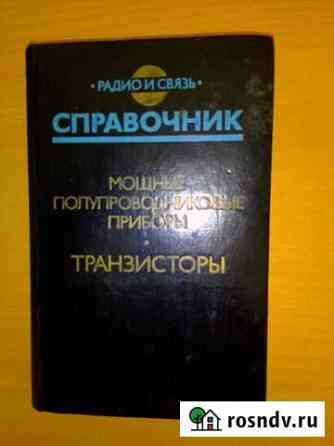 • РАДИО И СВЯЗЬ •
СПРАВОЧНИК
МОЩНЫЕ
ПОЛУПРОВОДНИКОВЫЕ
ПРИБОРЫ
•
ТРАНЗИСТОРЫ
rosndv.ru